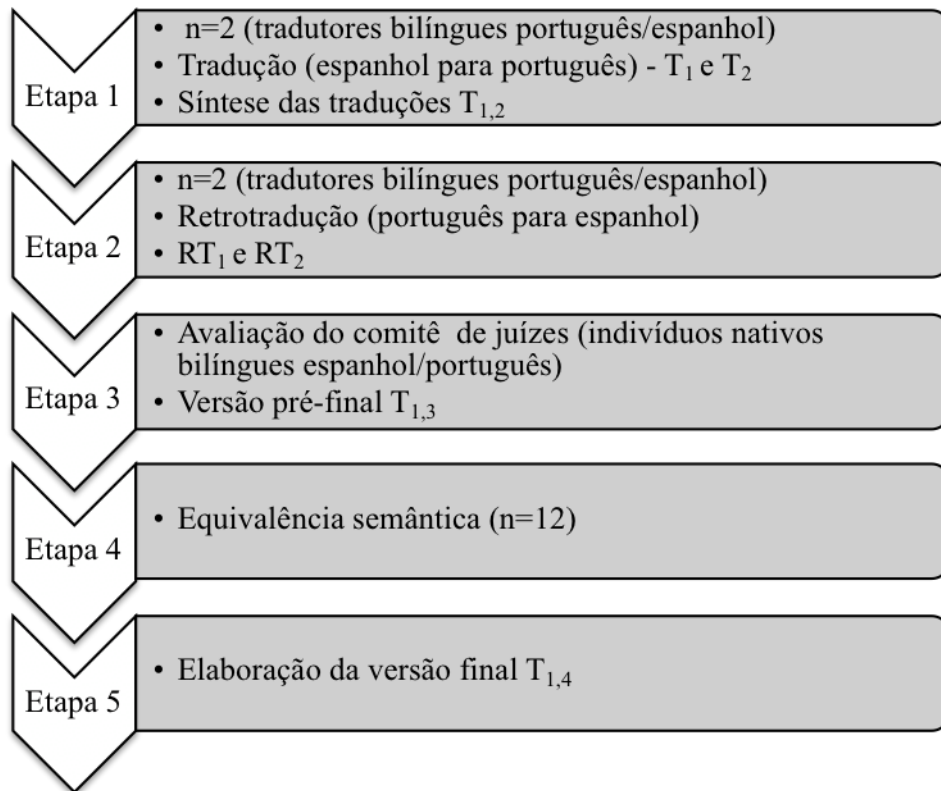 Etapa 1
• n=2 (tradutores bilíngues português/espanhol)
• Tradução (espanhol para português) - T₁ e T₂
• Síntese das traduções T₁,₂
Etapa 2
• n=2 (tradutores bilíngues português/espanhol)
• Retrotradução (português para espanhol)
• RT₁ e RT₂
Etapa 3
• Avaliação do comitê de juízes (indivíduos nativos
bilíngues espanhol/português)
• Versão pré-final T₁,₃
Etapa 4
• Equivalência semântica (n=12)
Etapa 5
• Elaboração da versão final T₁,₄